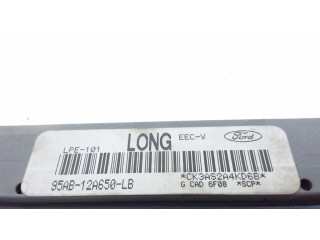 LPE-101 LONG EEC-V Ford
95AB-12A650-LB *CK3AS2A4KD6B*
G CAD 6F08 *SCP*